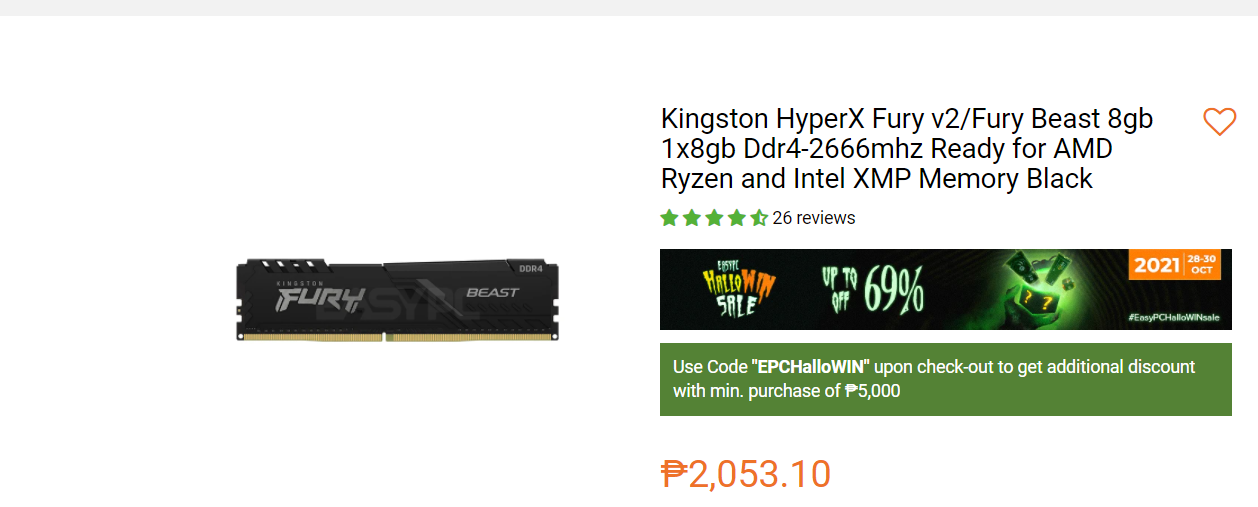 Kingston HyperX Fury v2/Fury Beast 8gb
1x8gb Ddr4-2666mhz Ready for AMD
Ryzen and Intel XMP Memory Black
26 reviews
EASYPC
HALLOWIN
SALE
UP TO
OFF
69%
2021
28-30
OCT
? ?
#EasyPCHalloWINsale
Use Code "EPCHalloWIN" upon check-out to get additional discount
with min. purchase of ₱5,000
₱2,053.10
KINGSTON
FURY
BEAST
DDR4
EASYPC